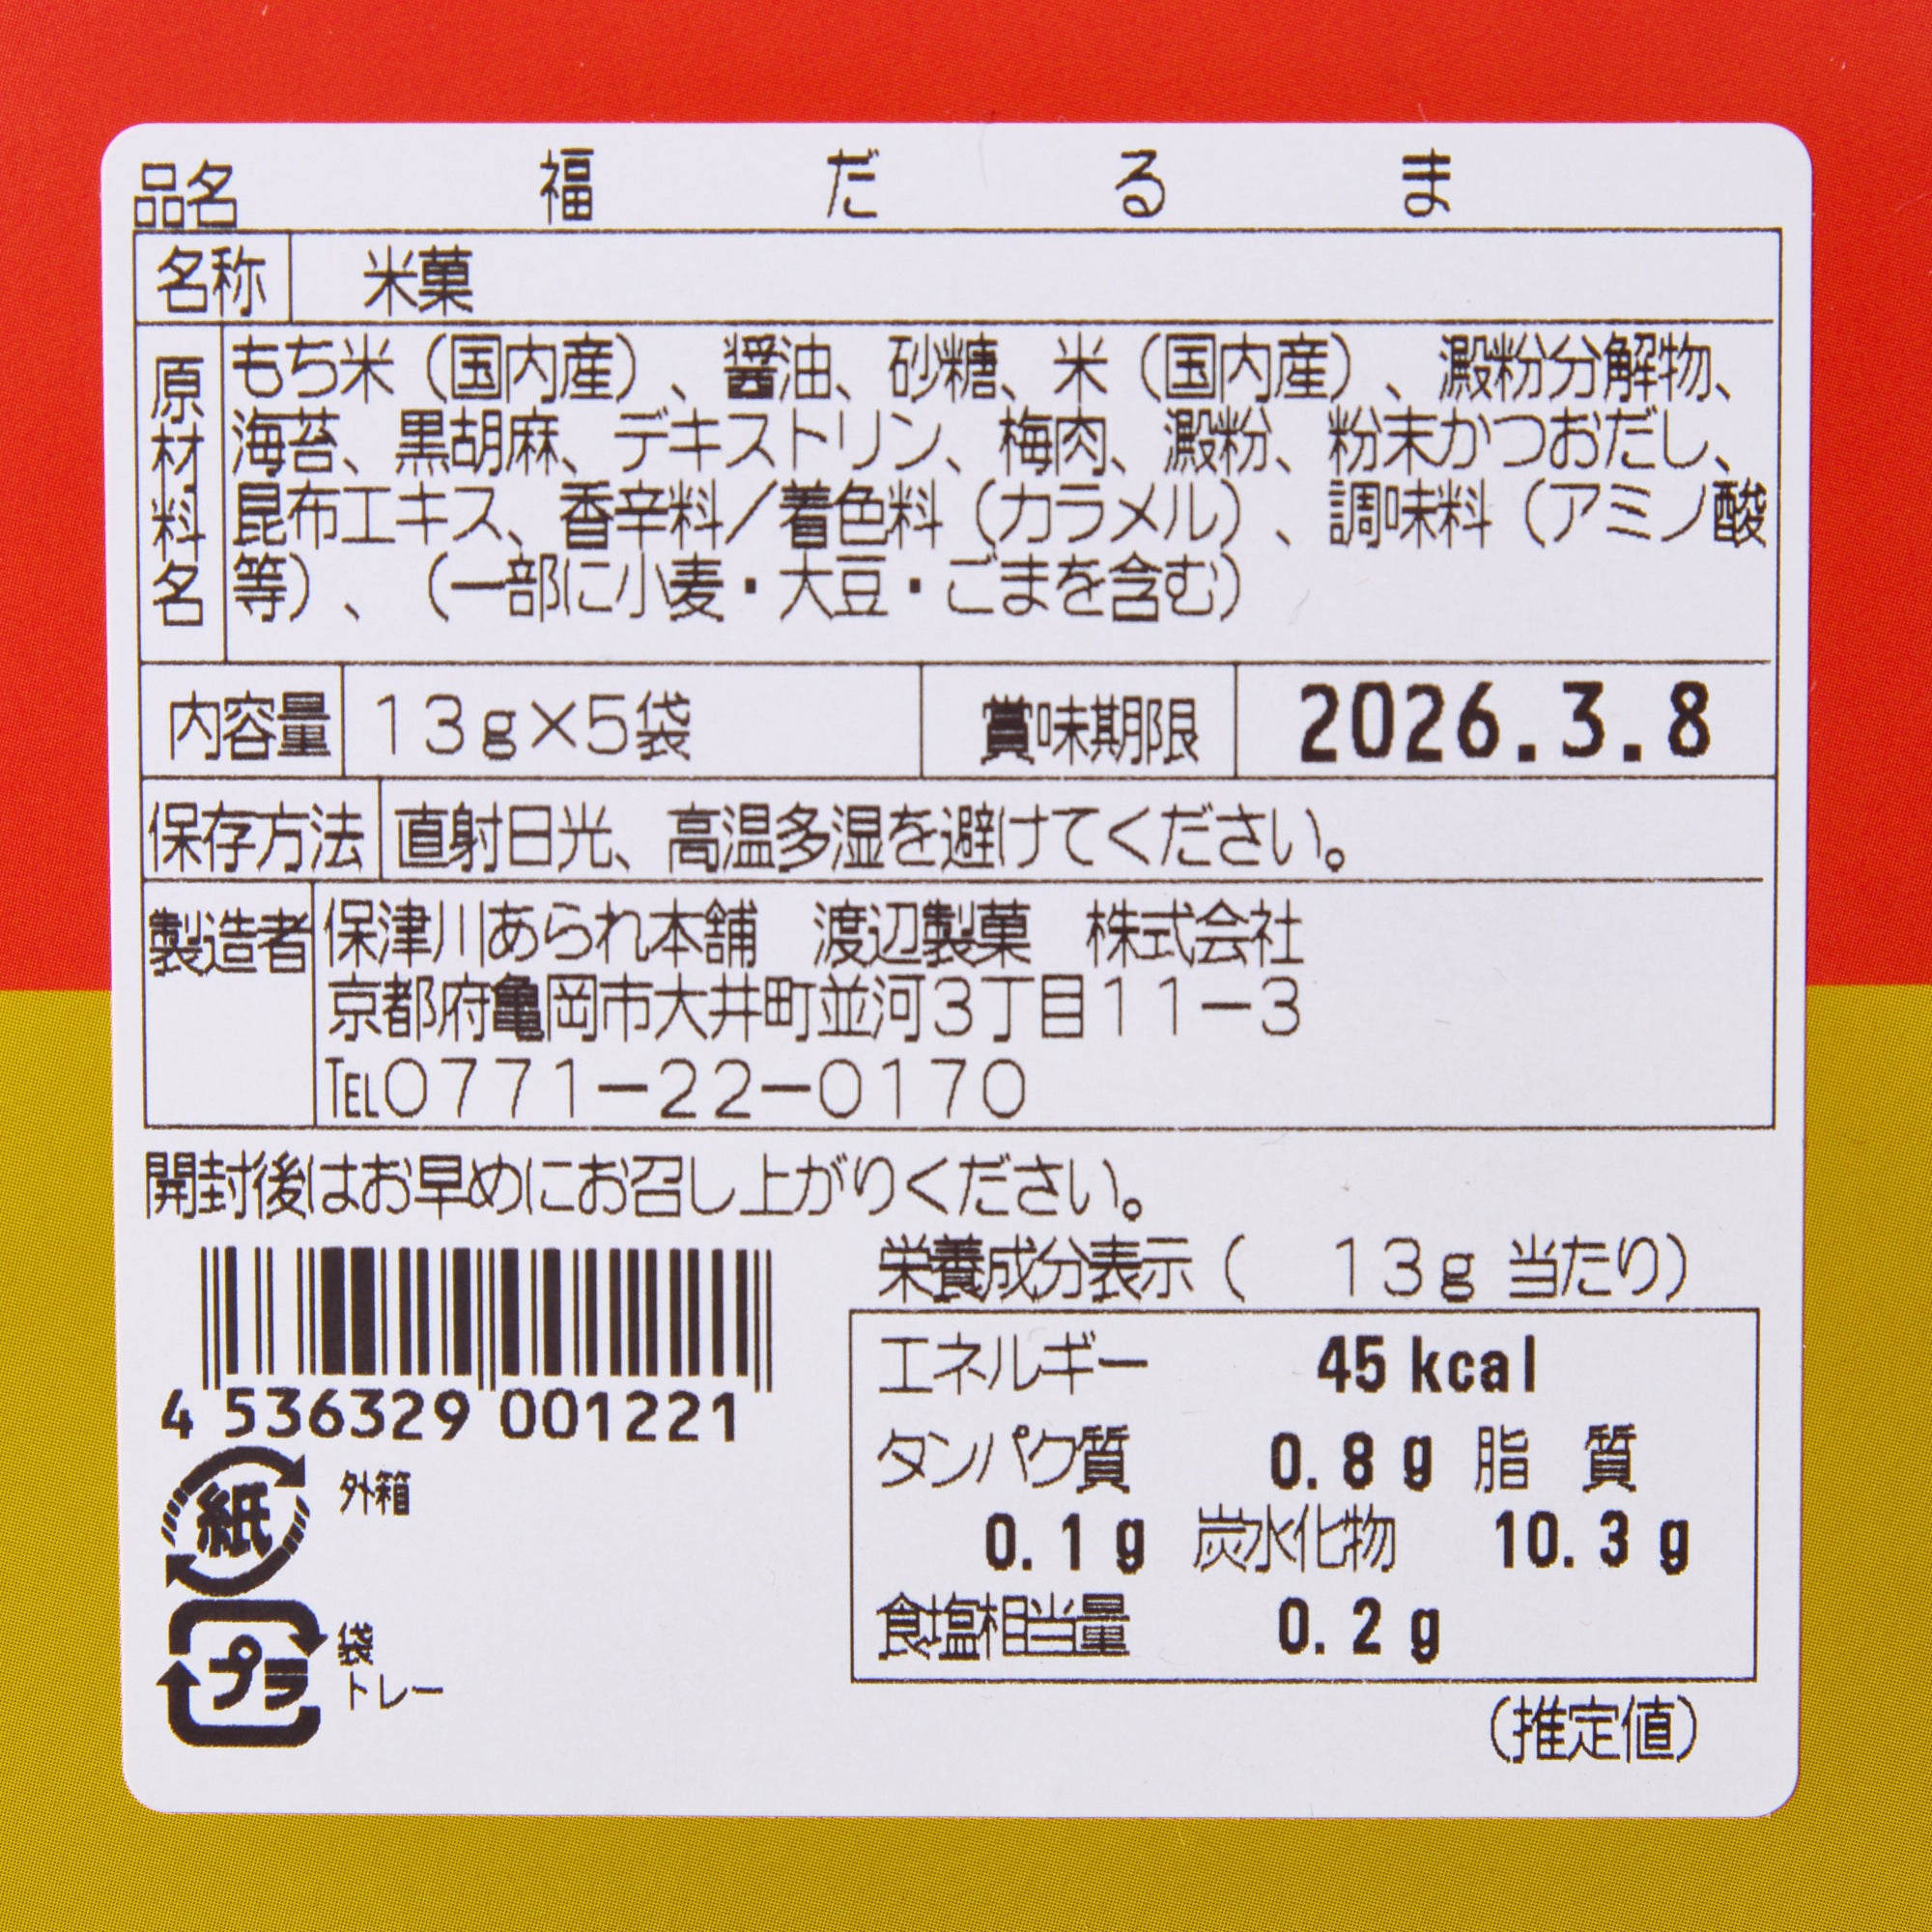 品名 福だるま
名称 米菓
原材料名 もち米（国内産）、醤油、砂糖、米（国内産）、澱粉分解物、
海苔、黒胡麻、デキストリン、梅肉、澱粉、粉末かつおだし、
昆布エキス、香辛料／着色料（カラメル）、調味料（アミノ酸
等）、（一部に小麦・大豆・ごまを含む）
内容量 13g×5袋 賞味期限 2026.3.8
保存方法 直射日光、高温多湿を避けてください。
製造者 保津川あられ本舗 渡辺製菓 株式会社
京都府亀岡市大井町並河3丁目11－3
TEL0771－22－0170
開封後はお早めにお召し上がりください。
4 536329 001221
紙 外箱
プラ 袋
トレー
栄養成分表示( 13g 当たり)
エネルギー 45 kcal
タンパク質 0.8 g 脂質
0.1 g 炭水化物 10.3 g
食塩相当量 0.2 g
(推定値)